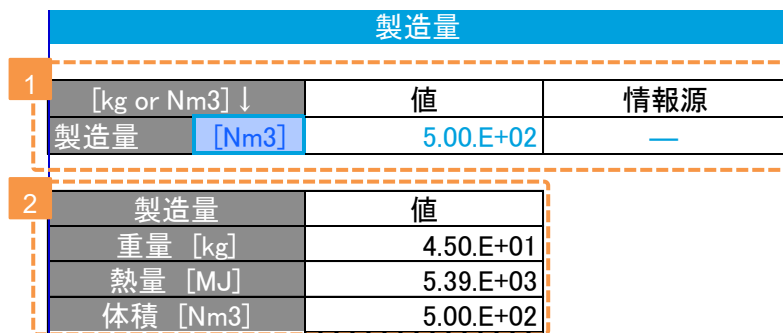 製造量
1
[kg or Nm3]↓ 値 情報源
製造量 [Nm3] 5.00.E+02 ―
2
製造量 値
重量 [kg] 4.50.E+01
熱量 [MJ] 5.39.E+03
体積 [Nm3] 5.00.E+02